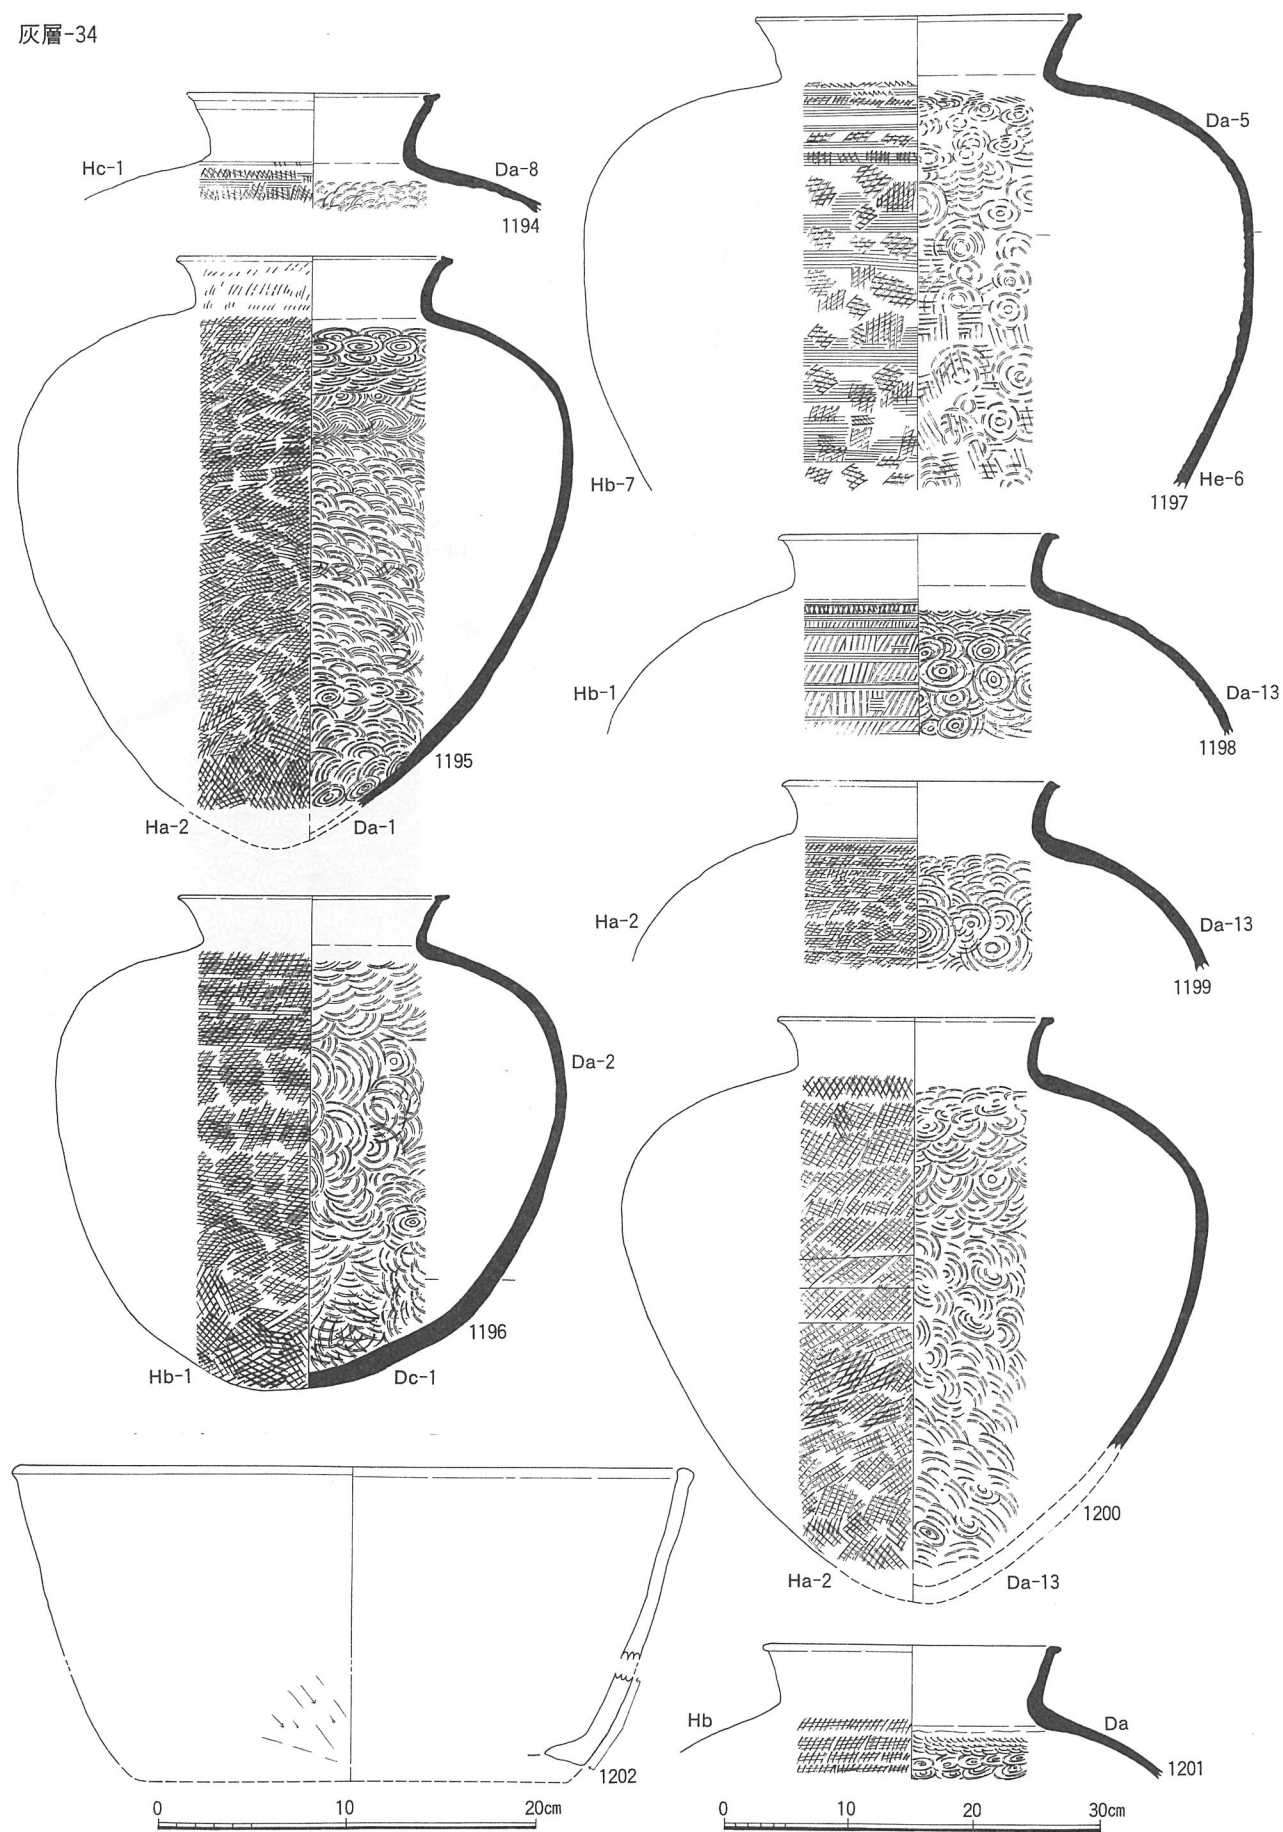 灰層-34
Hc-1
Da-8
1194
1195
Ha-2
Da-1
Da-2
1196
Hb-1
Dc-1
1202
0 10 20cm
Da-5
Hb-7
He-6
1197
Hb-1
Da-13
1198
Ha-2
Da-13
1199
1200
Ha-2
Da-13
Hb
Da
1201
0 10 20 30cm